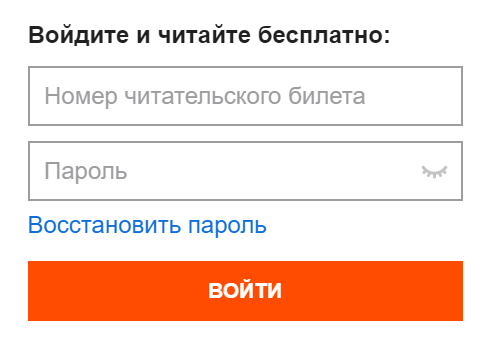 Войдите и читайте бесплатно:
Номер читательского билета
Пароль
Восстановить пароль
ВОЙТИ